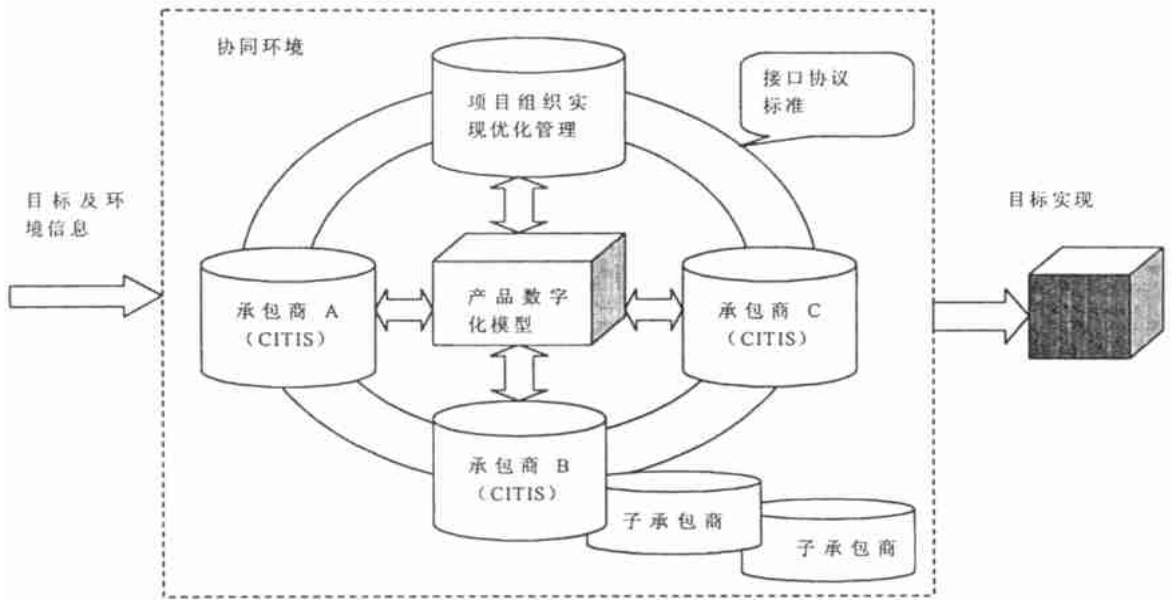 协同环境
接口协议
标准
项目组织实
现优化管理
目标及环
境信息
目标实现
承包商 A
（CITIS）
产品数字
化模型
承包商 C
（CITIS）
承包商 B
（CITIS）
子承包商
子承包商